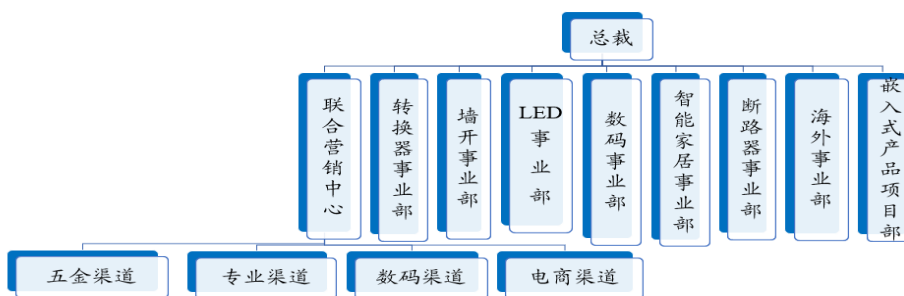 总裁
联合营销中心
转换器事业部
墙开事业部
LED事业部
数码事业部
智能家居事业部
断路器事业部
海外事业部
嵌入式产品项目部
五金渠道
专业渠道
数码渠道
电商渠道